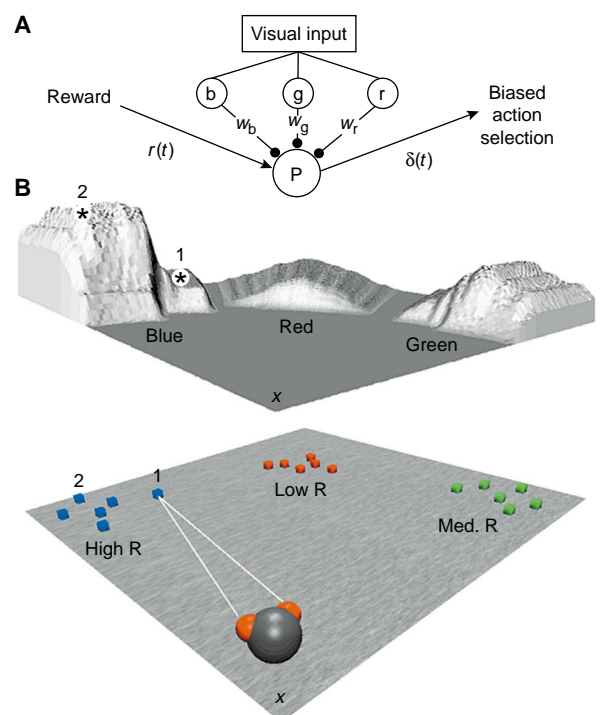 A
Visual input
b g r
Reward
w_b w_g w_r
Biased
action
selection
r(t)
P
δ(t)
B
2
*
1
*
Blue
Red
Green
x
2
1
Low R
High R
Med. R
x